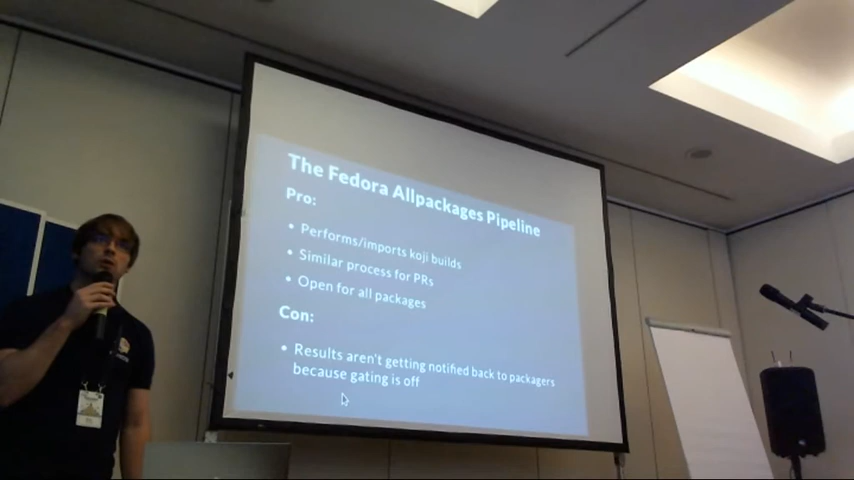 The Fedora Allpackages Pipeline
Pro:
• Performs/imports koji builds
• Similar process for PRs
• Open for all packages
Con:
• Results aren't getting notified back to packagers
because gating is off